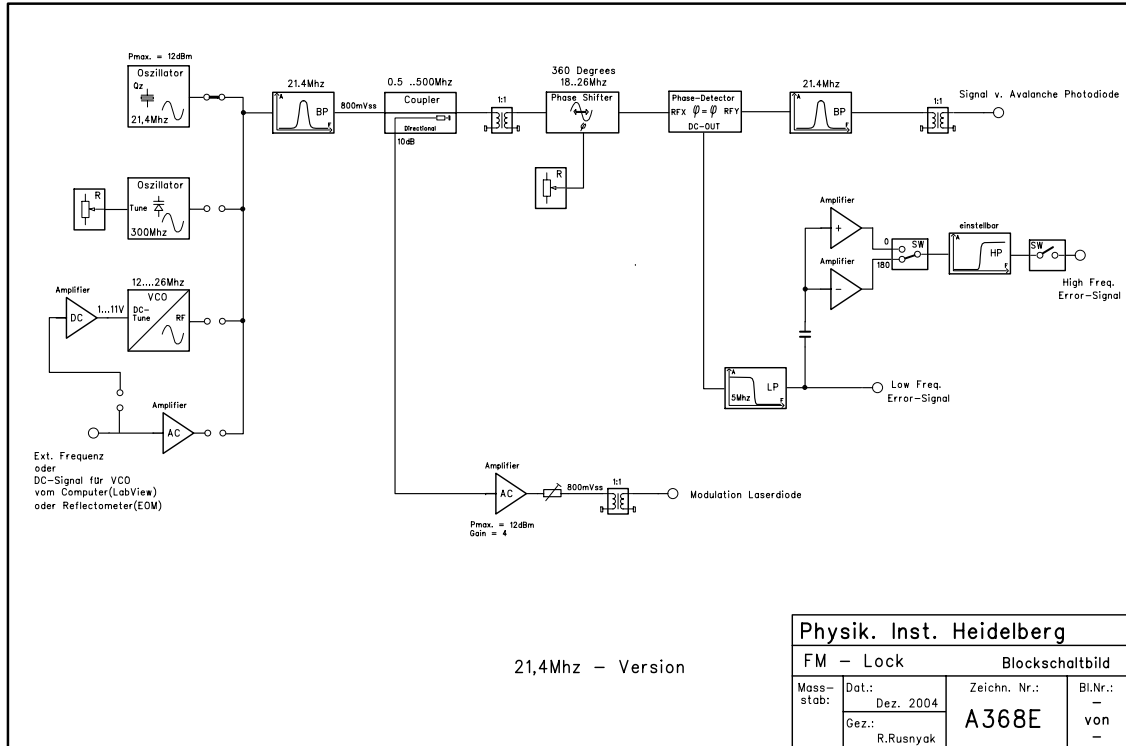 Pmax. = 12dBm
Oszillator
Qz
21,4Mhz
21.4Mhz
A
BP
F
800mVss
0.5 ..500Mhz
Coupler
Directional
10dB
1:1
360 Degrees
18..26Mhz
Phase Shifter
φ
R
Phase-Detector
RFX φ = φ RFY
DC-OUT
21.4Mhz
A
BP
F
1:1
Signal v. Avalanche Photodiode
R
Oszillator
Tune
300Mhz
Amplifier
+
Amplifier
−
0
180
SW
einstellbar
A
HP
F
SW
High Freq.
Error-Signal
Amplifier
DC
1...11V
12....26Mhz
VCO
DC-
Tune
RF
A
LP
5Mhz
F
Low Freq.
Error-Signal
Amplifier
AC
Ext. Frequenz
oder
DC-Signal für VCO
vom Computer(LabView)
oder Reflectometer(EOM)
Amplifier
AC
Pmax. = 12dBm
Gain = 4
800mVss
1:1
Modulation Laserdiode
21,4Mhz − Version
Physik. Inst. Heidelberg
FM − Lock
Blockschaltbild
Mass-
stab:
Dat.:
Dez. 2004
Gez.:
R.Rusnyak
Zeichn. Nr.:
A368E
Bl.Nr.:
−
von
−